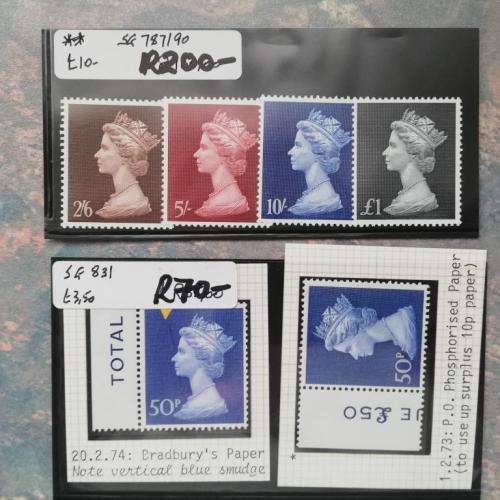 ** SG 787/90
£10- R200-
2/6 5/- 10/- £1
SG 831
£3,50 R70-
TOTAL
50P
20.2.74: Bradbury's Paper
Note vertical blue smudge
50P
UE £50
1.2.73: P.O. Phosphorised Paper
(to use up surplus 10p paper)
*